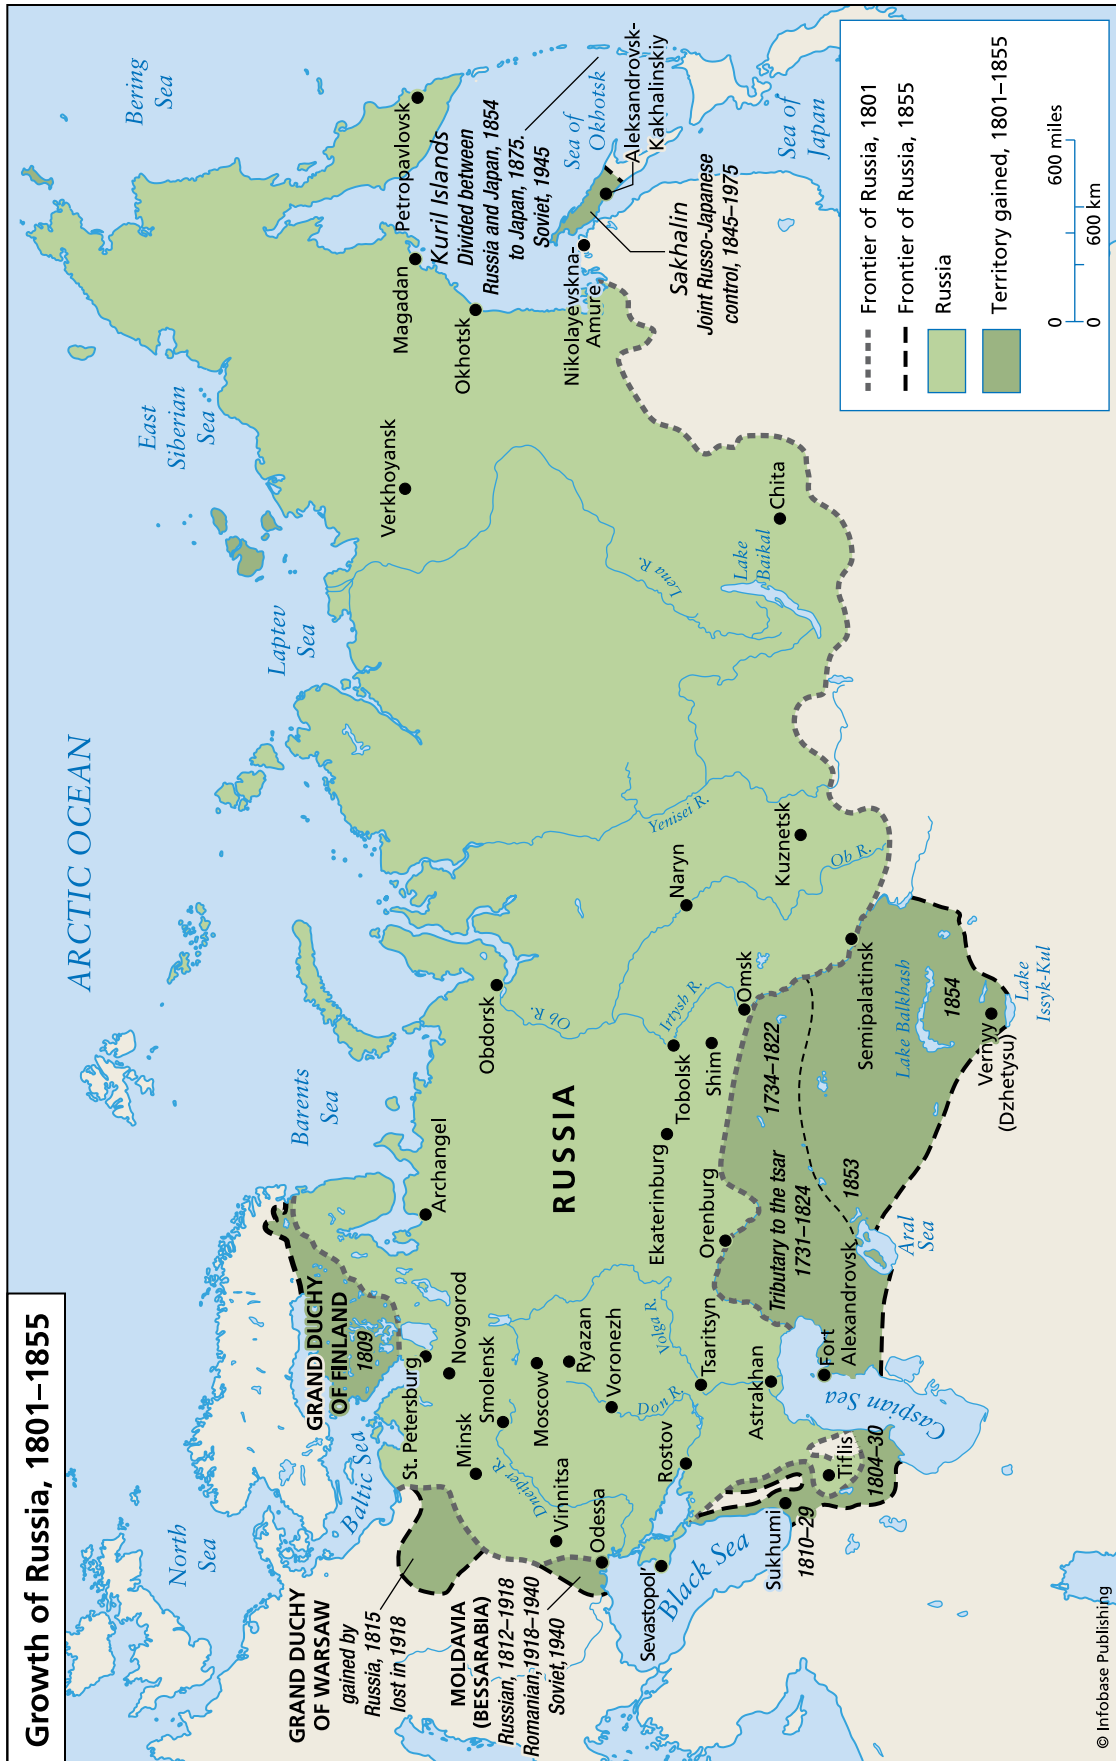 Growth of Russia, 1801–1855
ARCTIC OCEAN
Bering
Sea
East
Siberian
Sea
Laptev
Sea
Barents
Sea
North
Sea
Baltic Sea
Black Sea
Caspian Sea
Aral
Sea
Sea of
Okhotsk
Sea of
Japan
Lake
Baikal
Lake Balkhash
Lake
Issyk-Kul
Lena R.
Yenisei R.
Ob R.
Ob R.
Irtysh R.
Volga R.
Don R.
Dneiper R.
RUSSIA
GRAND DUCHY
OF FINLAND
1809
GRAND DUCHY
OF WARSAW
gained by
Russia, 1815
lost in 1918
MOLDAVIA
(BESSARABIA)
Russian, 1812–1918
Romanian,1918–1940
Soviet,1940
St. Petersburg
Novgorod
Smolensk
Minsk
Moscow
Ryazan
Voronezh
Vinnitsa
Odessa
Sevastopol’
Rostov
Tsaritsyn
Astrakhan
Sukhumi
1810–29
Tiflis
1804–30
Fort
Alexandrovsk
Archangel
Obdorsk
Ekaterinburg
Tobolsk
Shim
Orenburg
Omsk
Naryn
Kuznetsk
Semipalatinsk
Vernyy
(Dzhetysu)
Tributary to the tsar
1731–1824
1734–1822
1853
1854
Verkhoyansk
Chita
Okhotsk
Magadan
Petropavlovsk
Nikolayevskna-
Amure
Aleksandrovsk-
Kakhalinskiy
Kuril Islands
Divided between
Russia and Japan, 1854
to Japan, 1875.
Soviet, 1945
Sakhalin
Joint Russo-Japanese
control, 1845–1975
Frontier of Russia, 1801
Frontier of Russia, 1855
Russia
Territory gained, 1801–1855
0
600 miles
0
600 km
© Infobase Publishing